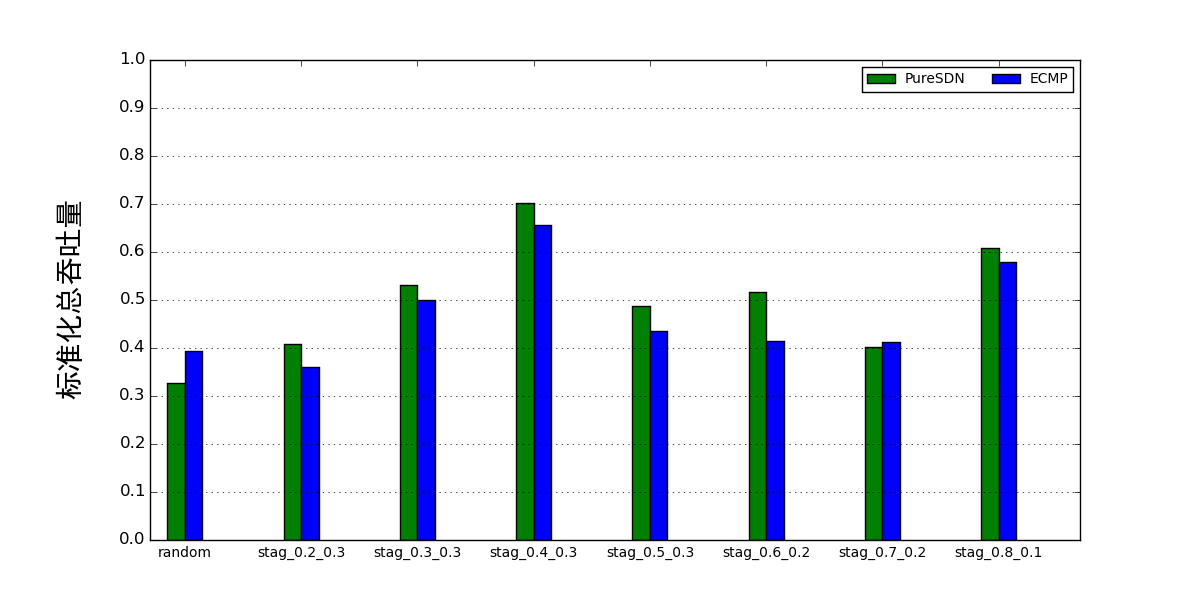 1.0
PureSDN
ECMP
0.9
0.8
0.7
0.6
0.5
0.4
0.3
0.2
0.1
0.0
标准化总吞吐量
random
stag_0.2_0.3
stag_0.3_0.3
stag_0.4_0.3
stag_0.5_0.3
stag_0.6_0.2
stag_0.7_0.2
stag_0.8_0.1